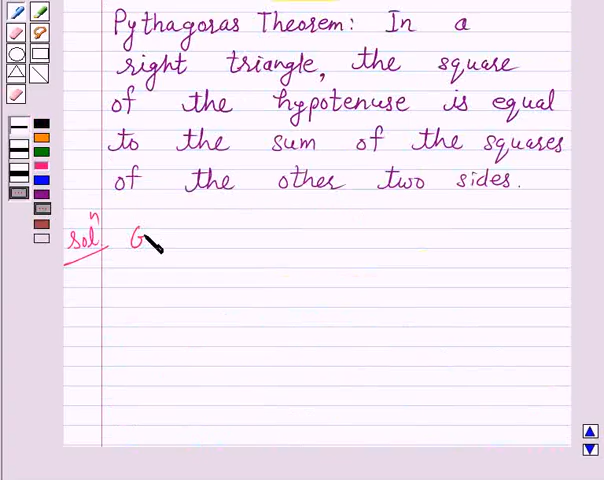 Pythagoras Theorem: In a
right triangle, the square
of the hypotenuse is equal
to the sum of the squares
of the other two sides.
Solⁿ. G